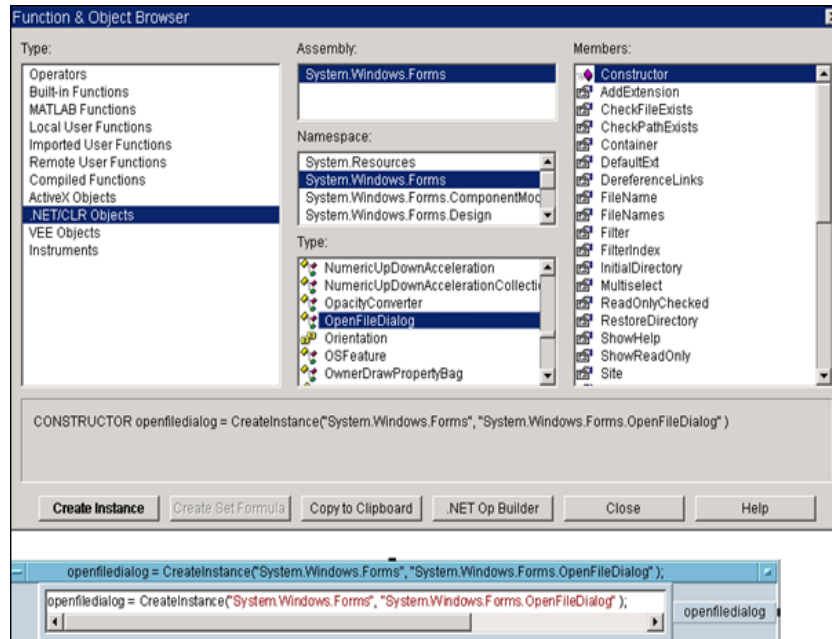 Function & Object Browser
Type:
Operators
Built-in Functions
MATLAB Functions
Local User Functions
Imported User Functions
Remote User Functions
Compiled Functions
ActiveX Objects
.NET/CLR Objects
VEE Objects
Instruments
Assembly:
System.Windows.Forms
Namespace:
System.Resources
System.Windows.Forms
System.Windows.Forms.ComponentMod
System.Windows.Forms.Design
Type:
NumericUpDownAcceleration
NumericUpDownAccelerationCollecti
OpacityConverter
OpenFileDialog
Orientation
OSFeature
OwnerDrawPropertyBag
Members:
Constructor
AddExtension
CheckFileExists
CheckPathExists
Container
DefaultExt
DereferenceLinks
FileName
FileNames
Filter
FilterIndex
InitialDirectory
Multiselect
ReadOnlyChecked
RestoreDirectory
ShowHelp
ShowReadOnly
Site
CONSTRUCTOR openfiledialog = CreateInstance("System.Windows.Forms", "System.Windows.Forms.OpenFileDialog" )
Create Instance
Create Set Formula
Copy to Clipboard
.NET Op Builder
Close
Help
openfiledialog = CreateInstance("System.Windows.Forms", "System.Windows.Forms.OpenFileDialog" );
openfiledialog = CreateInstance("System.Windows.Forms", "System.Windows.Forms.OpenFileDialog" );
openfiledialog